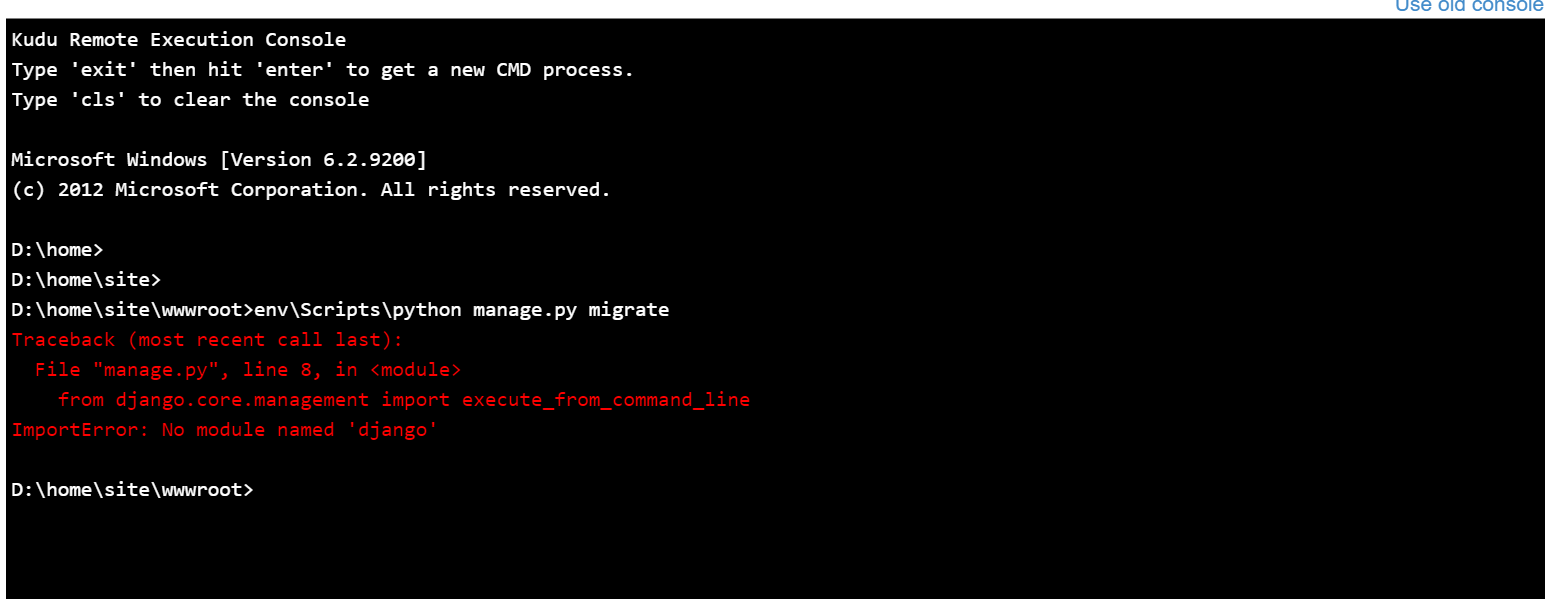 Use old console
Kudu Remote Execution Console
Type 'exit' then hit 'enter' to get a new CMD process.
Type 'cls' to clear the console
Microsoft Windows [Version 6.2.9200]
(c) 2012 Microsoft Corporation. All rights reserved.
D:\home>
D:\home\site>
D:\home\site\wwwroot>env\Scripts\python manage.py migrate
Traceback (most recent call last):
  File "manage.py", line 8, in <module>
    from django.core.management import execute_from_command_line
ImportError: No module named 'django'
D:\home\site\wwwroot>